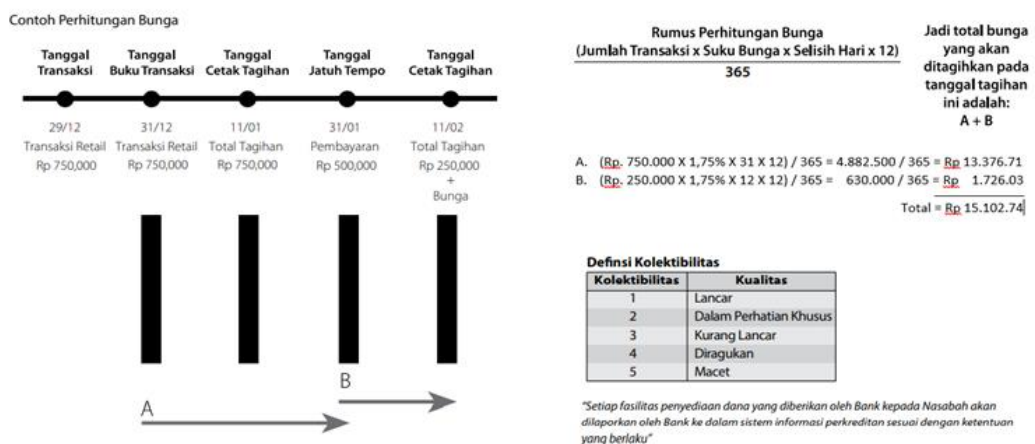 Contoh Perhitungan Bunga
Tanggal Transaksi
Tanggal Buku Transaksi
Tanggal Cetak Tagihan
Tanggal Jatuh Tempo
Tanggal Cetak Tagihan
29/12
Transaksi Retail
Rp 750,000
31/12
Transaksi Retail
Rp 750,000
11/01
Total Tagihan
Rp 750,000
31/01
Pembayaran
Rp 500,000
11/02
Total Tagihan
Rp 250,000
+
Bunga
A
B
Rumus Perhitungan Bunga
(Jumlah Transaksi x Suku Bunga x Selisih Hari x 12)
365
Jadi total bunga
yang akan
ditagihkan pada
tanggal tagihan
ini adalah:
A + B
A. (Rp. 750.000 X 1,75% X 31 X 12) / 365 = 4.882.500 / 365 = Rp 13.376.71
B. (Rp. 250.000 X 1,75% X 12 X 12) / 365 = 630.000 / 365 = Rp 1.726.03
Total = Rp 15.102.74
Definsi Kolektibilitas
Kolektibilitas Kualitas
1 Lancar
2 Dalam Perhatian Khusus
3 Kurang Lancar
4 Diragukan
5 Macet
"Setiap fasilitas penyediaan dana yang diberikan oleh Bank kepada Nasabah akan
dilaporkan oleh Bank ke dalam sistem informasi perkreditan sesuai dengan ketentuan
yang berlaku"